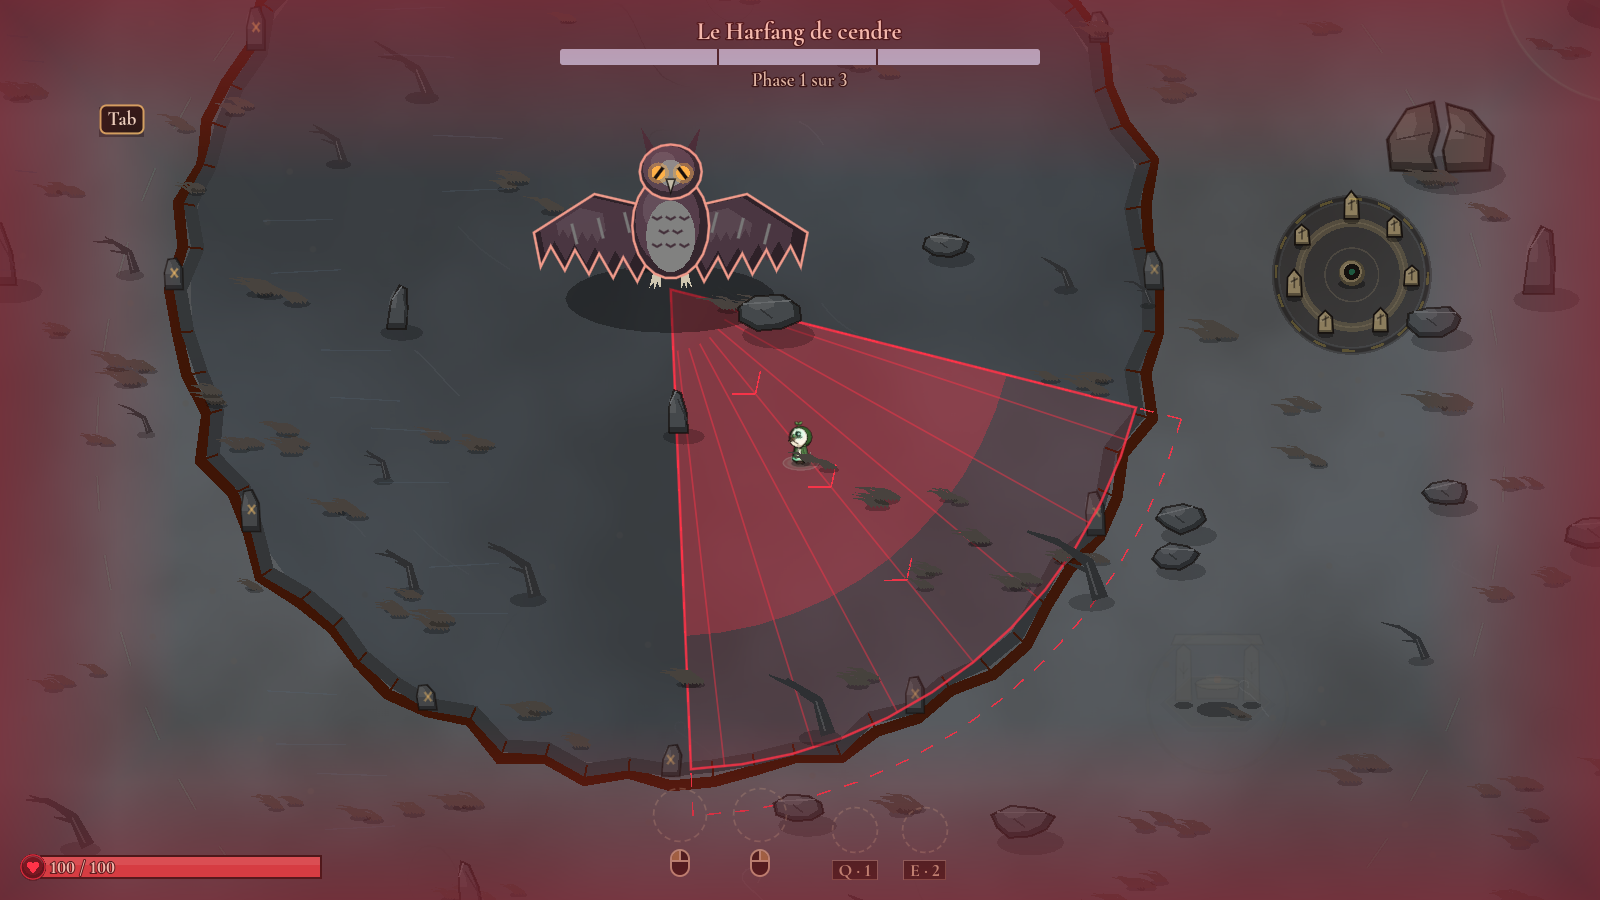 Le Harfang de cendre
Phase 1 sur 3
Tab
100 / 100
Q · 1
E · 2